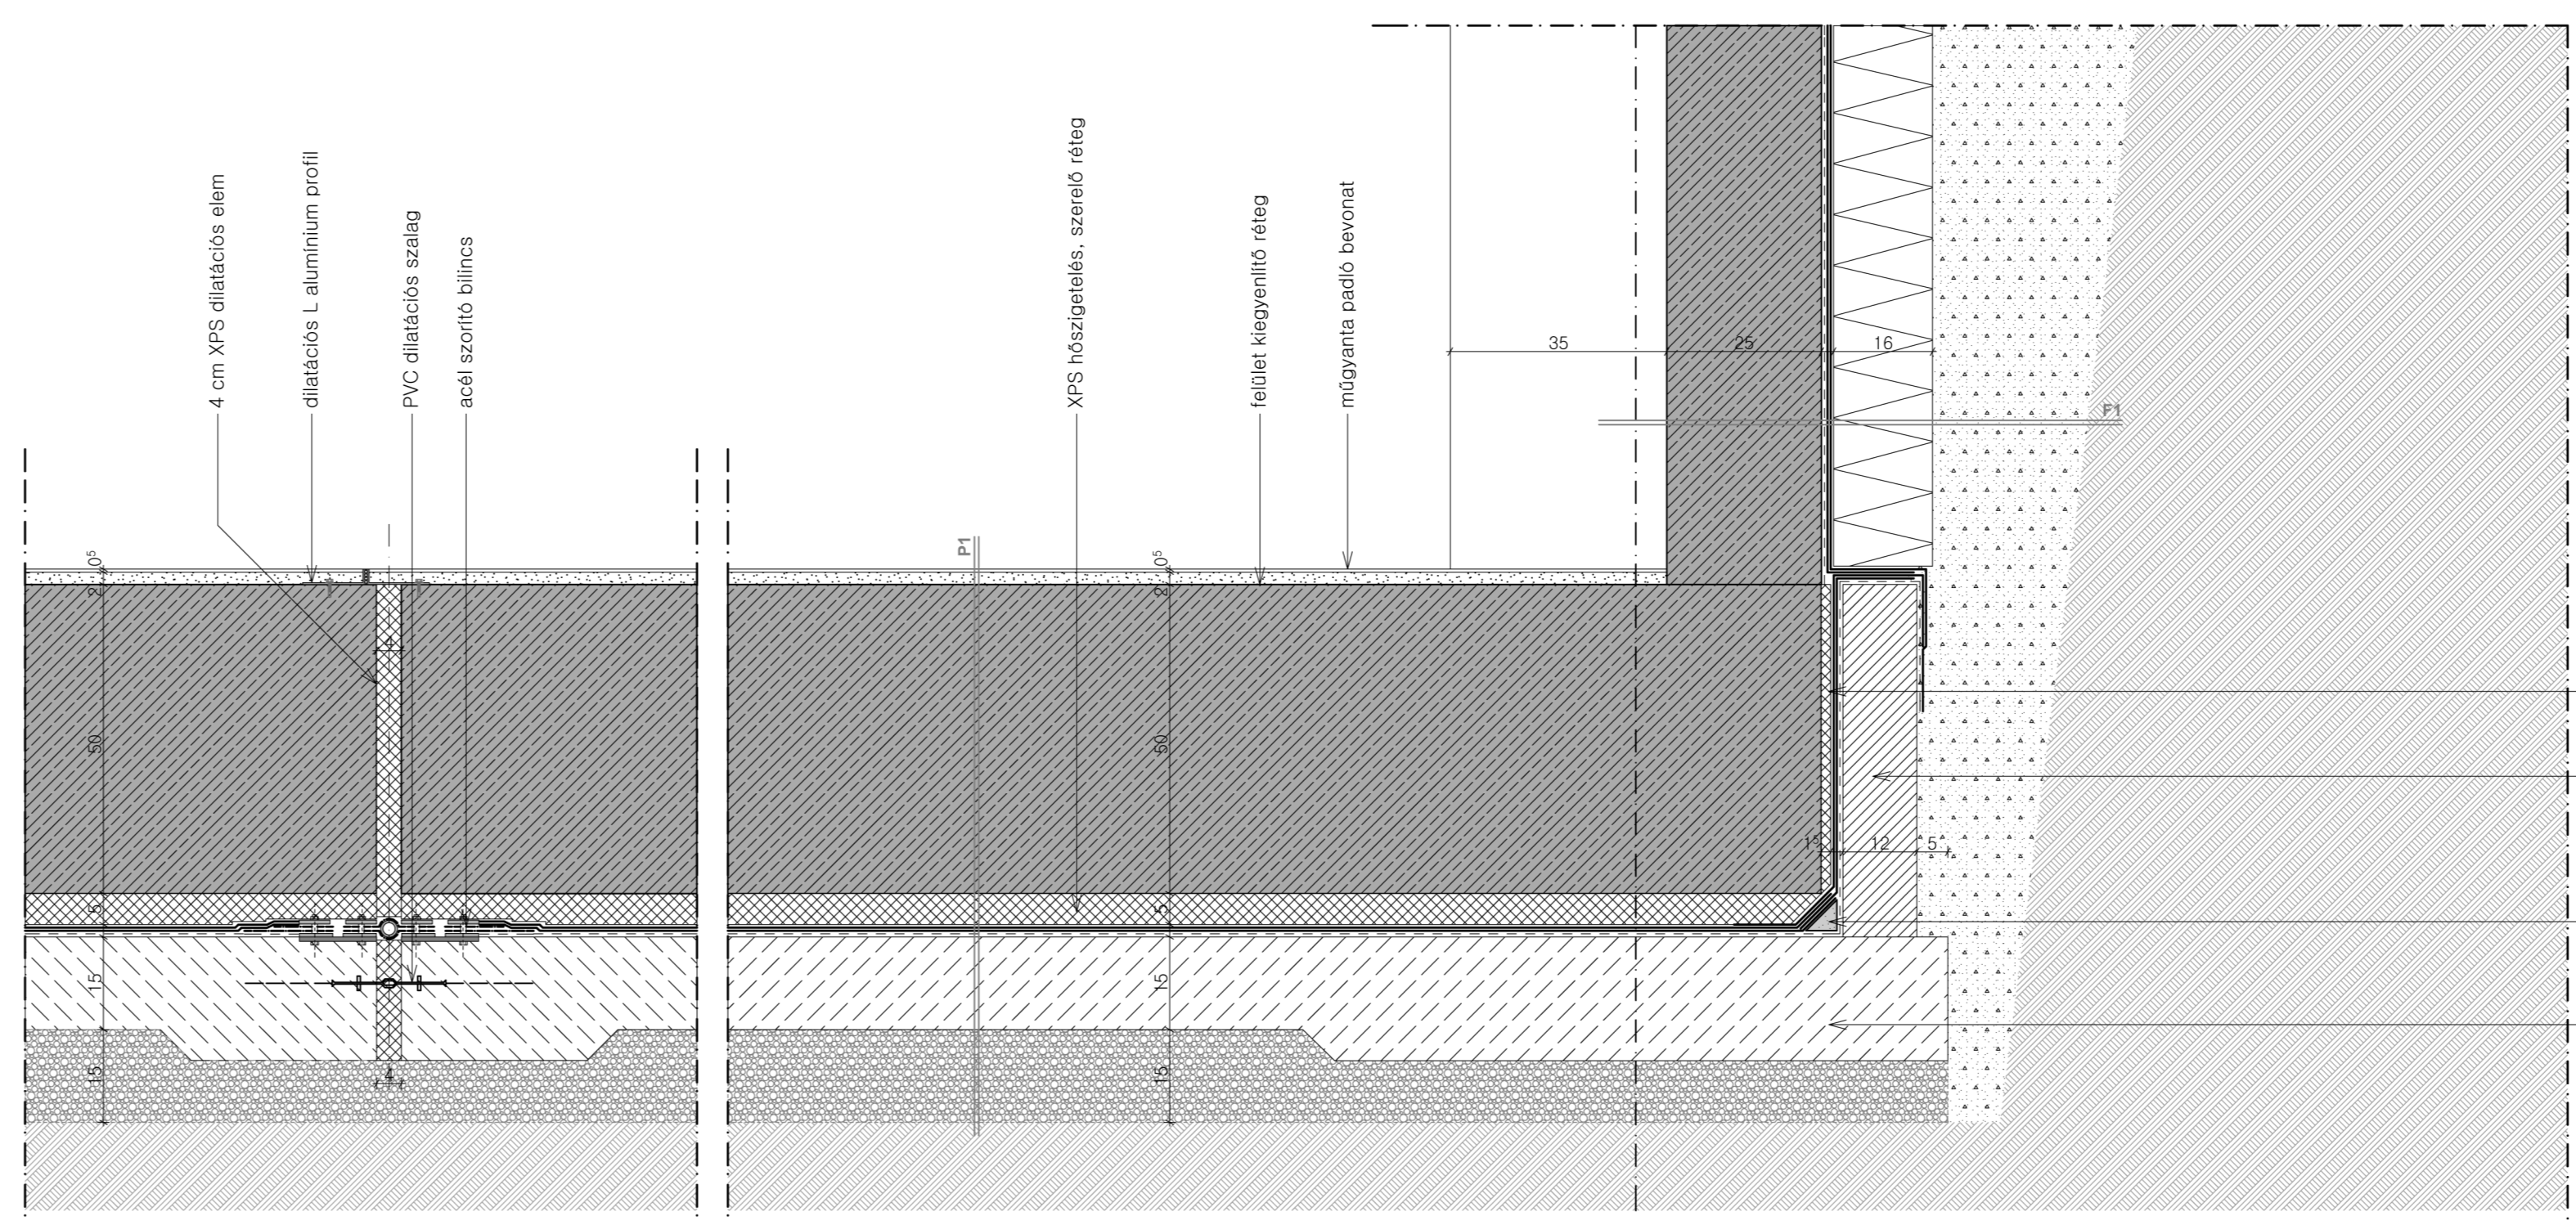 4 cm XPS dilatációs elem
dilatációs L alumínium profil
PVC dilatációs szalag
acél szorító bilincs
XPS hőszigetelés, szerelő réteg
felület kiegyenlítő réteg
műgyanta padló bevonat
35 25 16
F1
P1
2 0⁵
50
5
15
15
4
4
2 0⁵
50
5
15
15
1⁵ 12 5